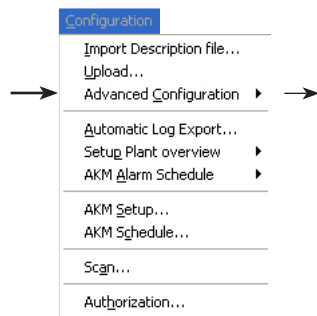 Configuration
Import Description file...
Upload...
Advanced Configuration
Automatic Log Export...
Setup Plant overview
AKM Alarm Schedule
AKM Setup...
AKM Schedule...
Scan...
Authorization...